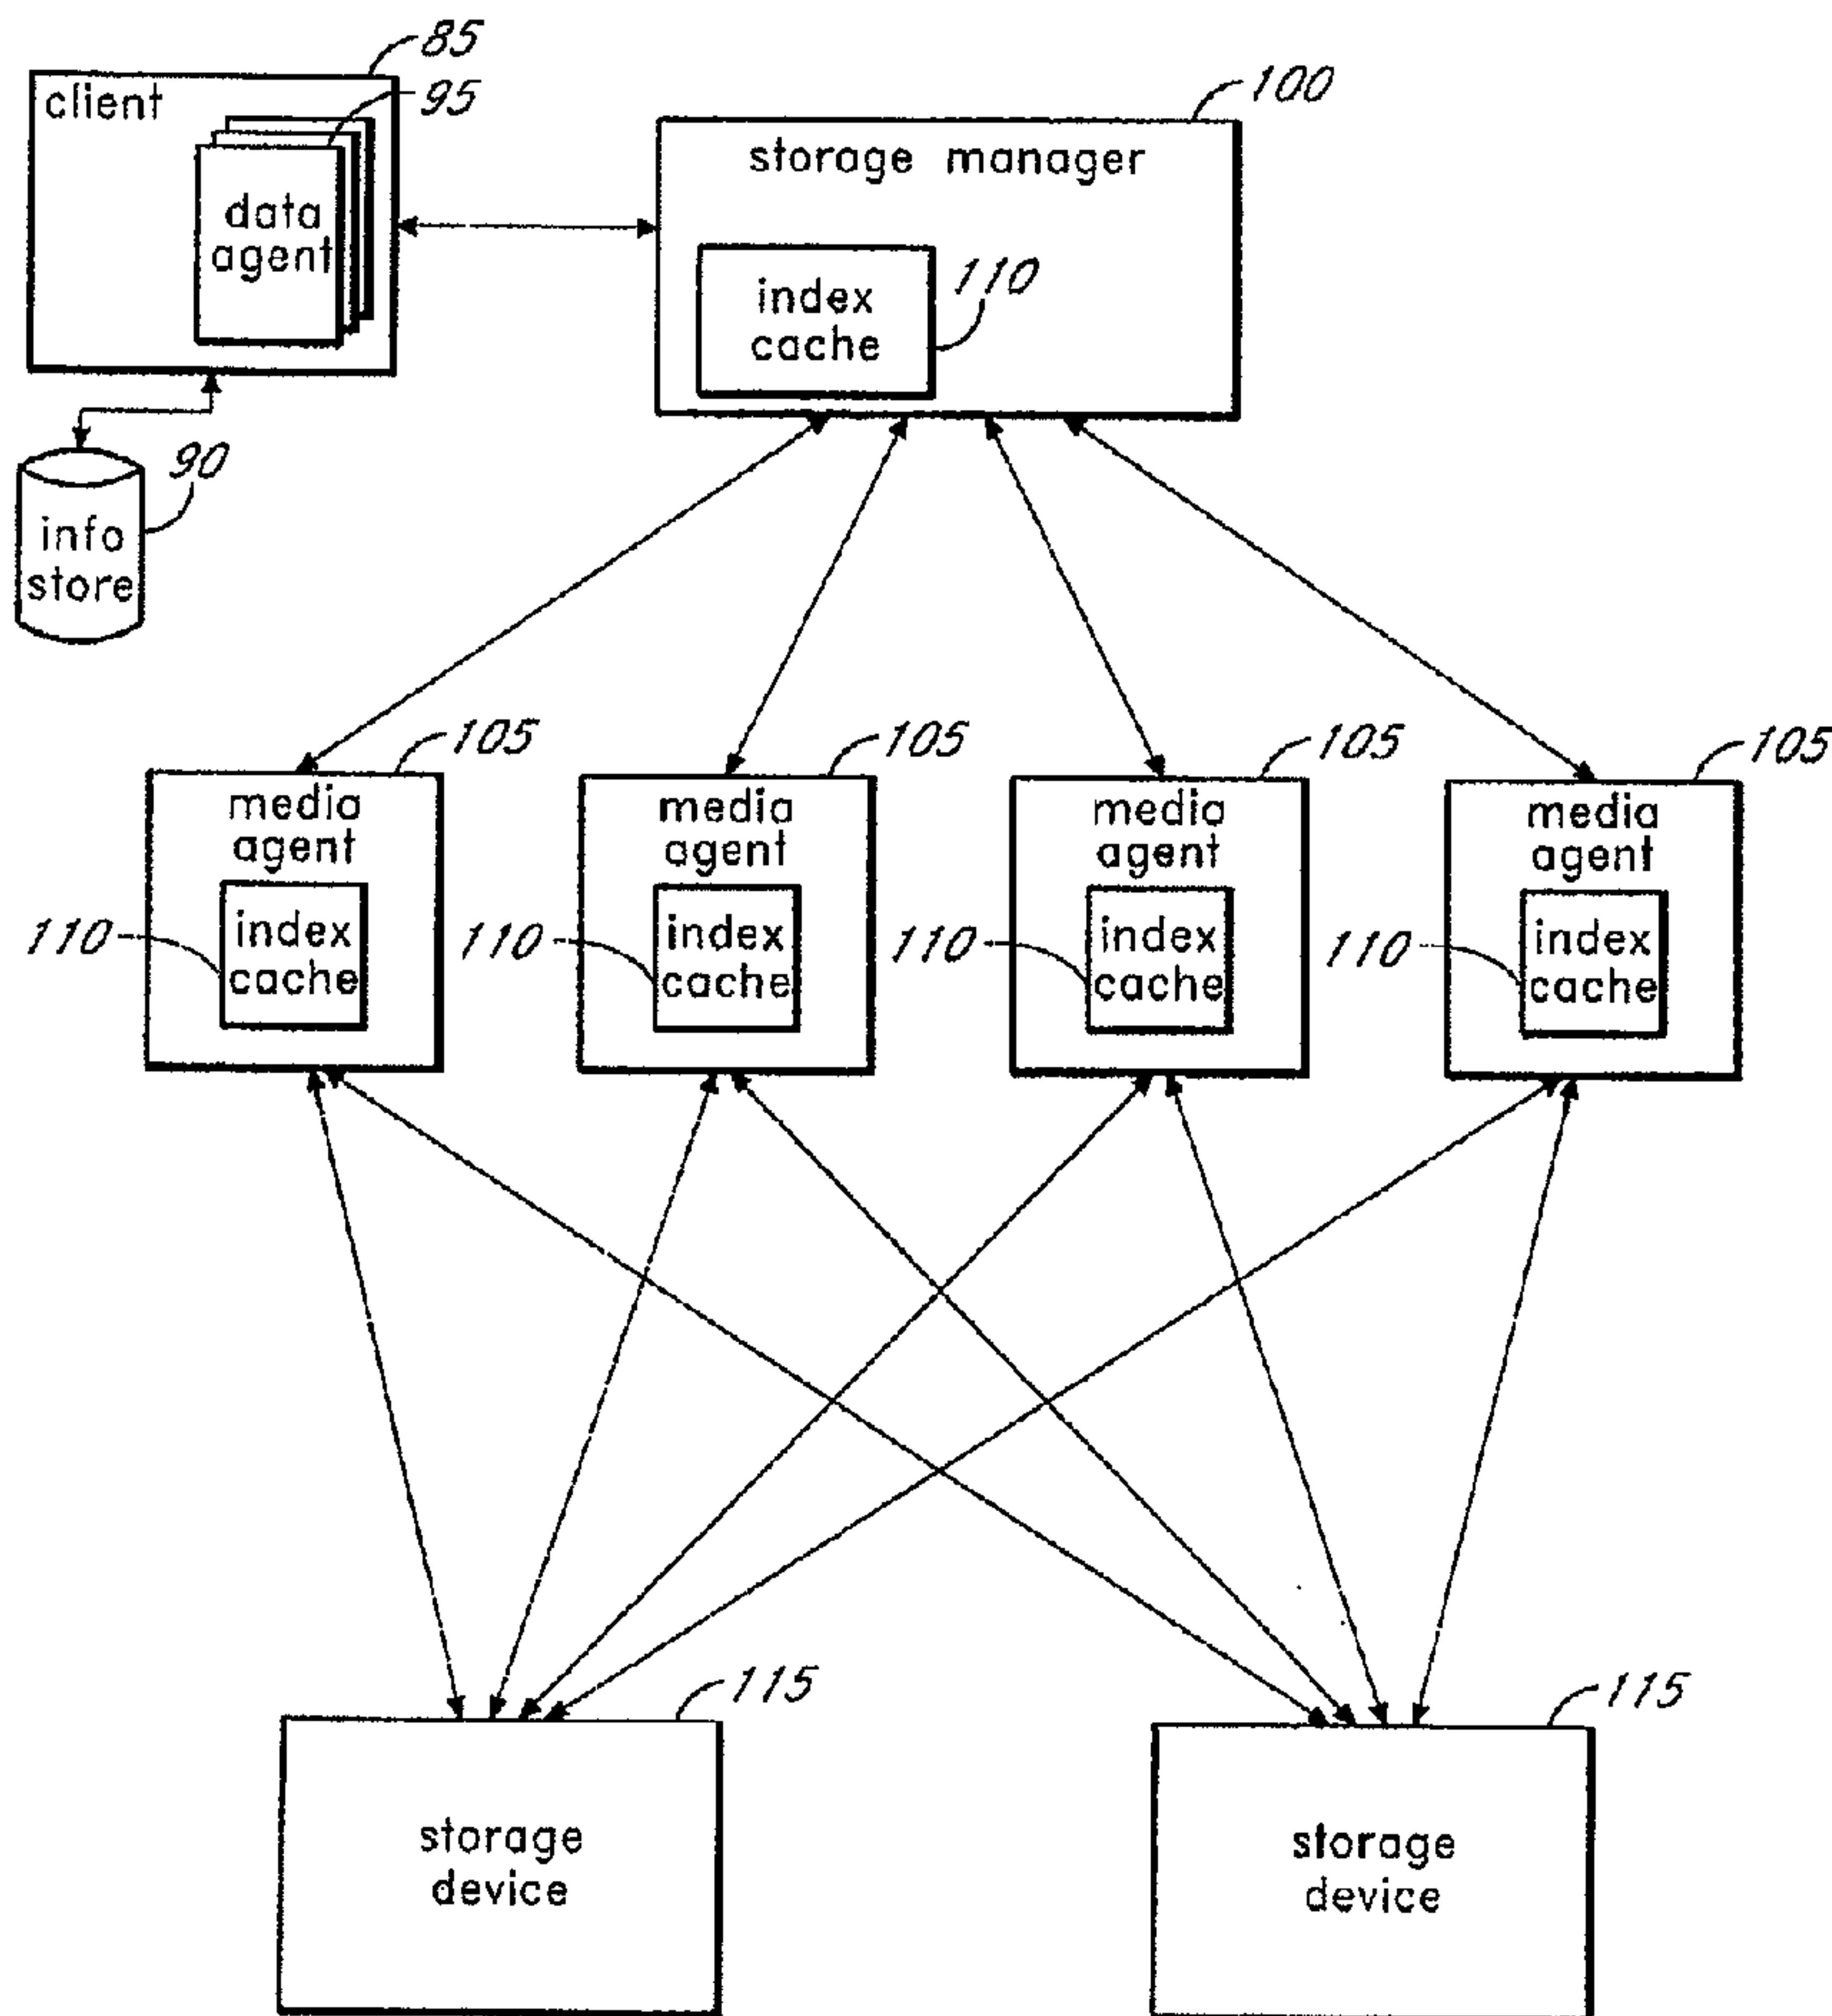 85
client
95
100
storage manager
data
agent
index
cache
110
90
info
store
105
105
105
105
media
agent
media
agent
media
agent
media
agent
110
index
cache
110
index
cache
110
index
cache
110
index
cache
115
115
storage
device
storage
device